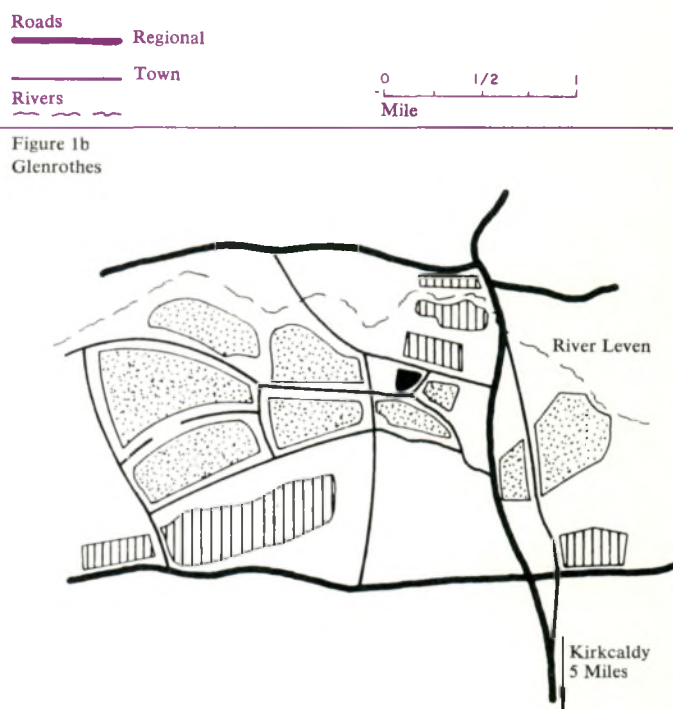 Roads
Regional
Town
Rivers
0 1/2 1
Mile
Figure 1b
Glenrothes
River Leven
Kirkcaldy
5 Miles